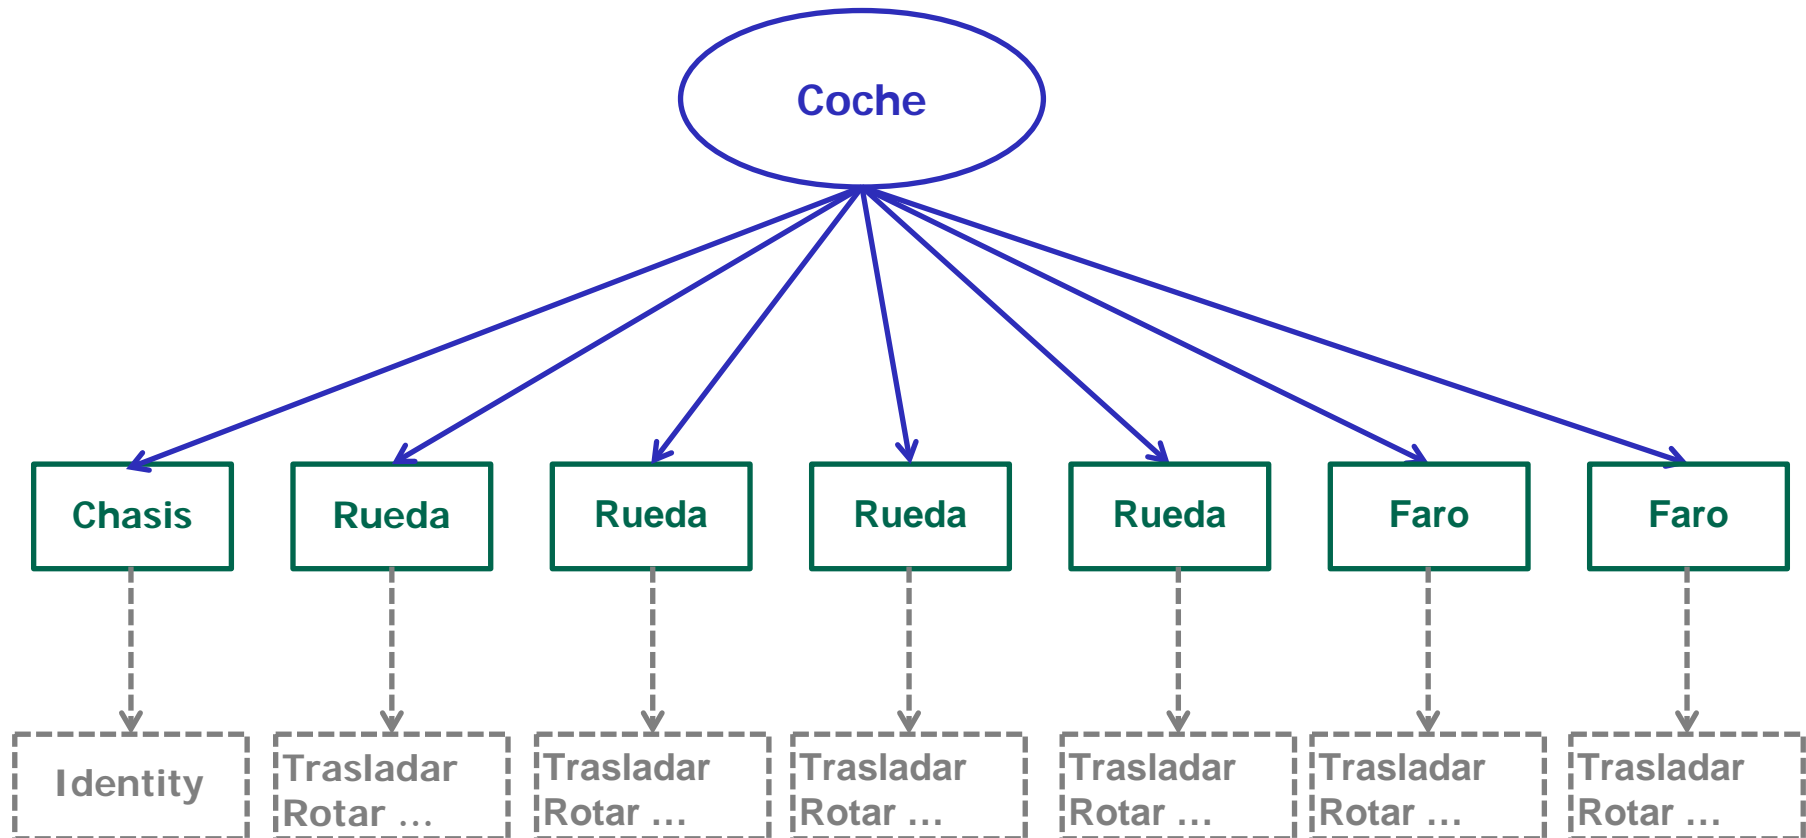 Coche
Chasis
Rueda
Rueda
Rueda
Rueda
Faro
Faro
Identity
Trasladar
Rotar ...
Trasladar
Rotar ...
Trasladar
Rotar ...
Trasladar
Rotar ...
Trasladar
Rotar ...
Trasladar
Rotar ...